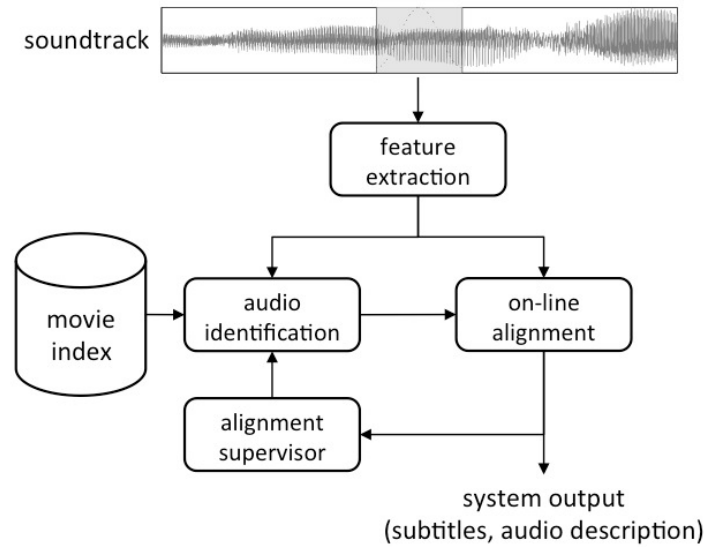 soundtrack
feature
extraction
movie
index
audio
identification
on-line
alignment
alignment
supervisor
system output
(subtitles, audio description)